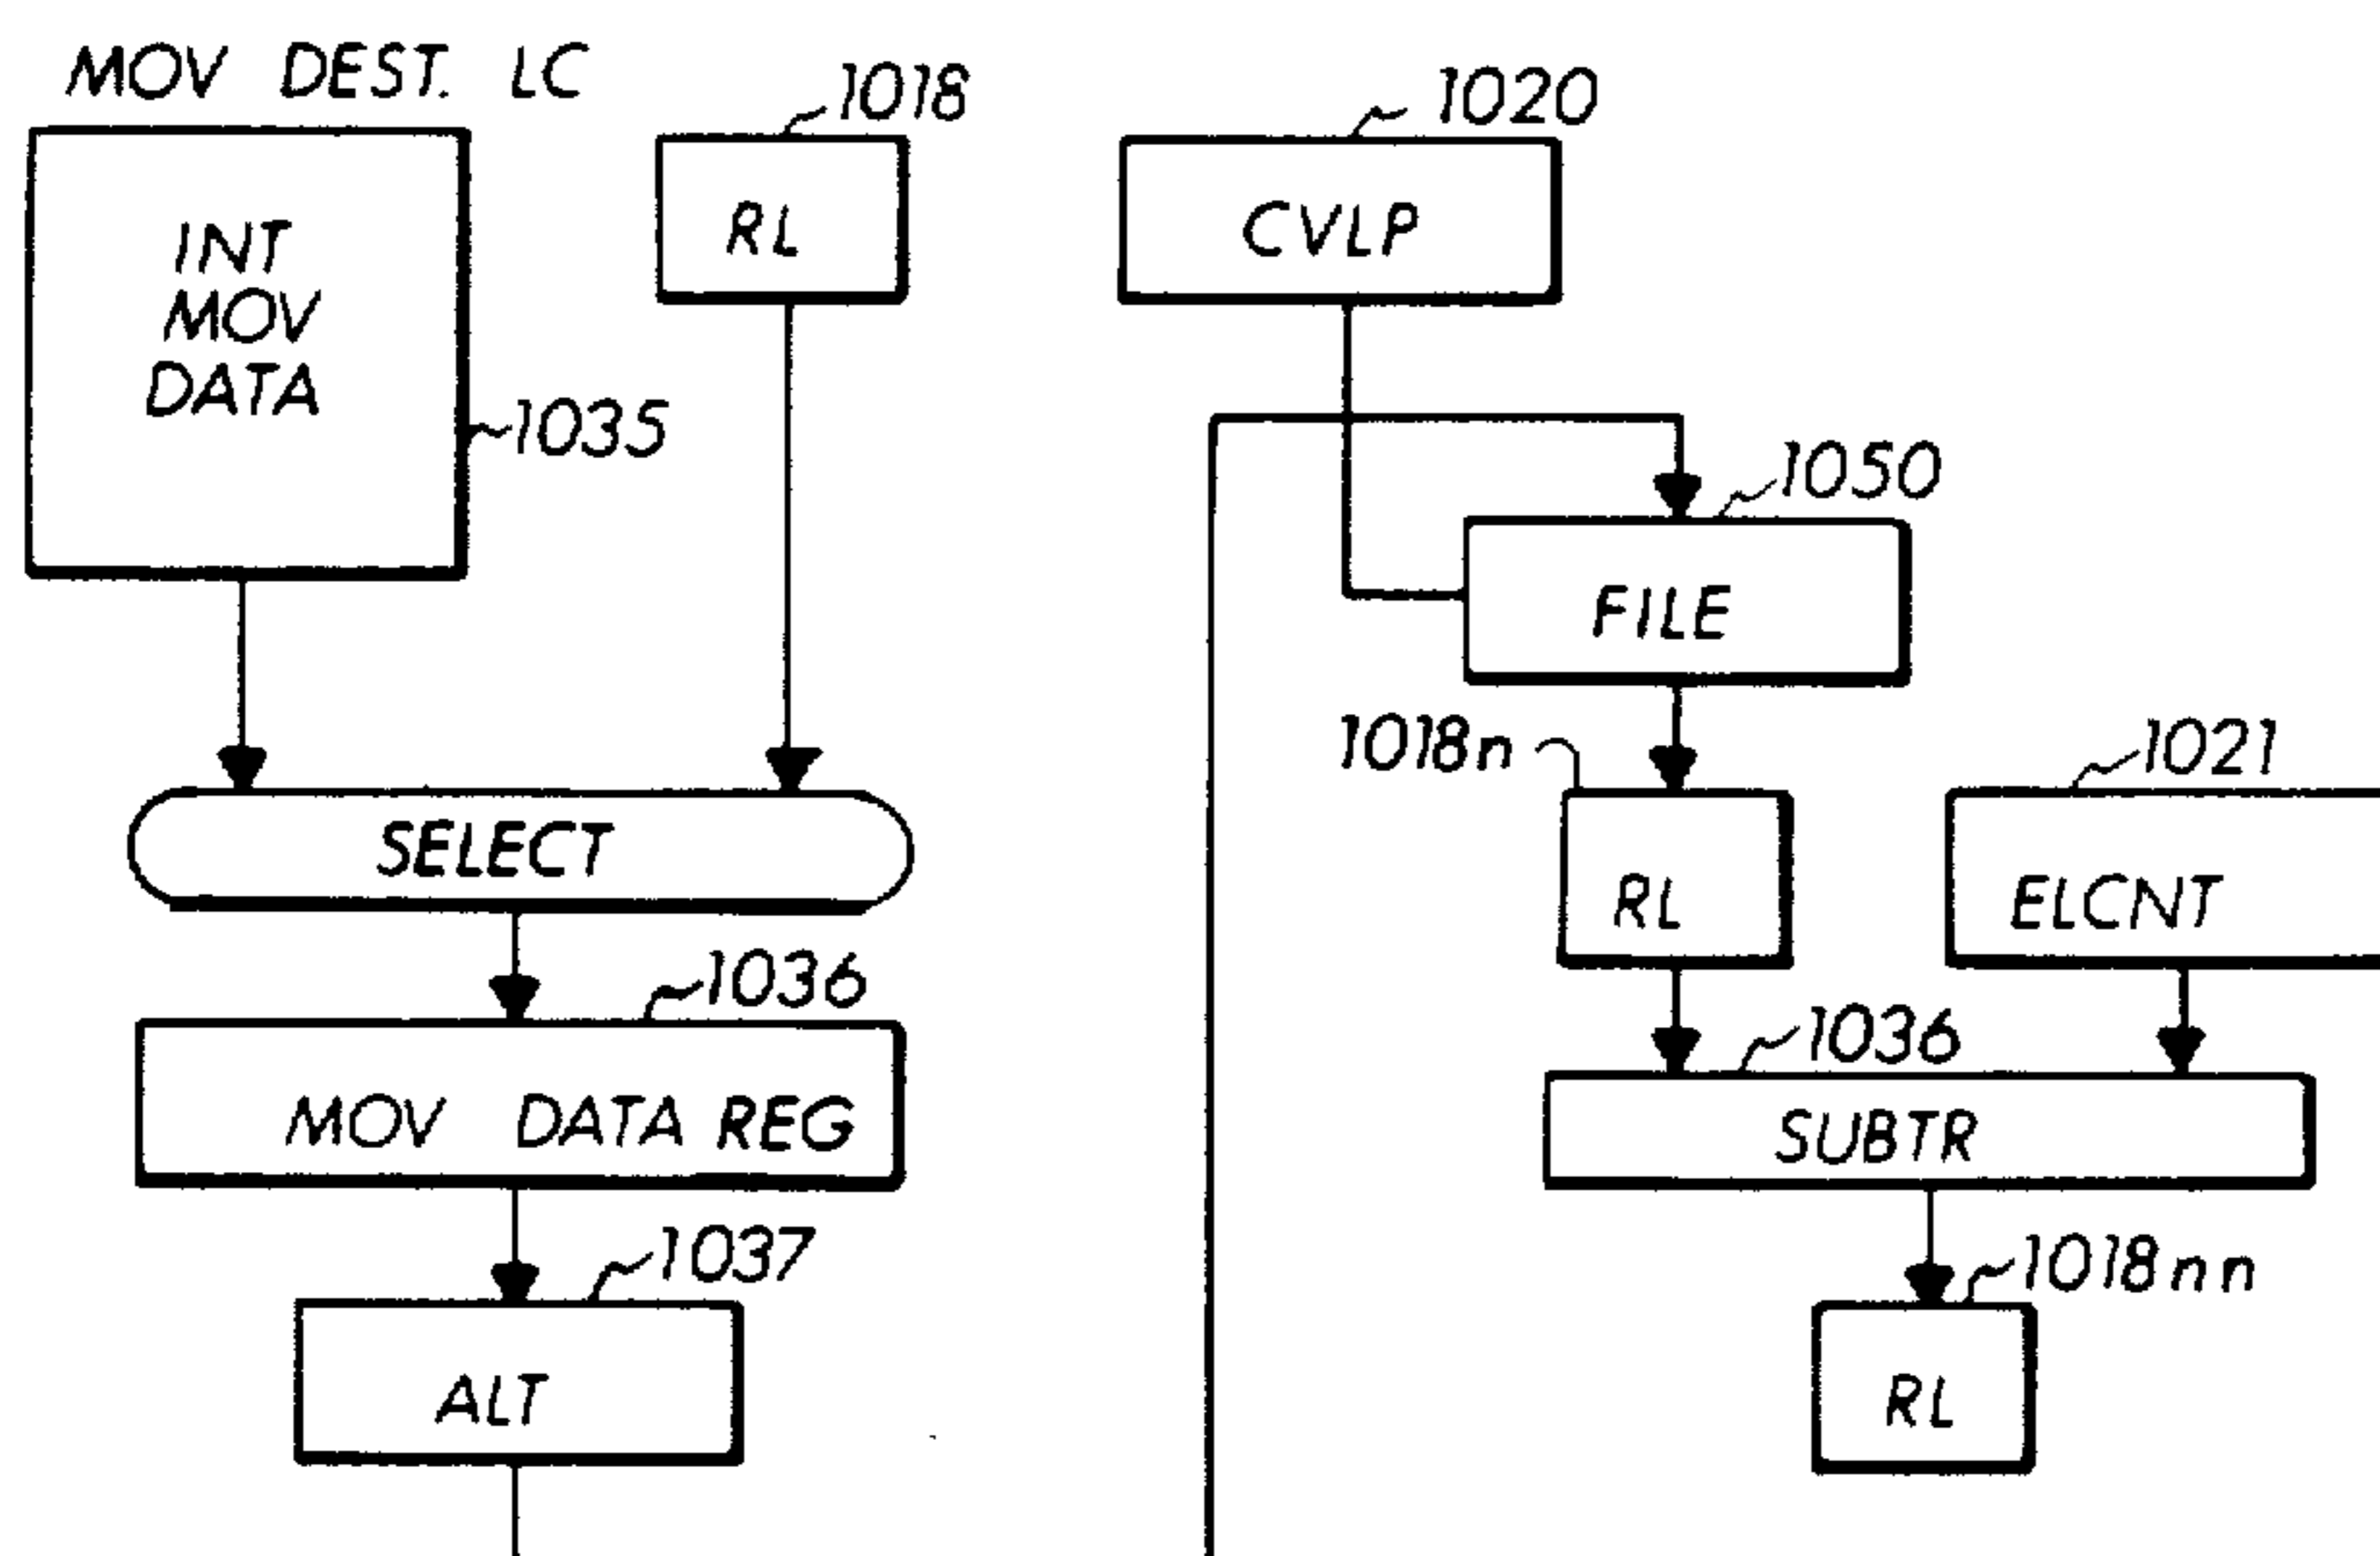 MOV DEST. LC
1018
1020
INT
MOV
DATA
RL
CVLP
1035
1050
FILE
1018n
1021
SELECT
RL
ELCNT
1036
1036
MOV DATA REG
SUBTR
1037
1018nn
ALT
RL